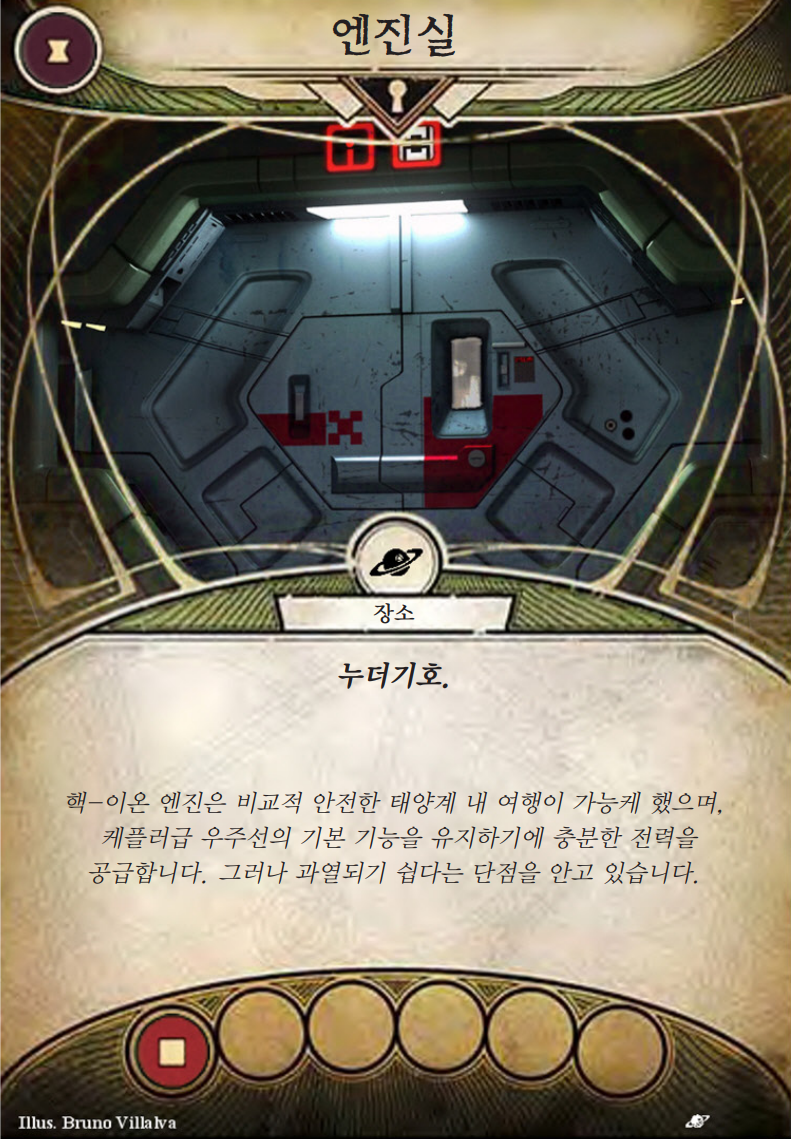 엔진실
장소
누더기호.
핵-이온 엔진은 비교적 안전한 태양계 내 여행이 가능케 했으며,
케플러급 우주선의 기본 기능을 유지하기에 충분한 전력을
공급합니다. 그러나 과열되기 쉽다는 단점을 안고 있습니다.
Illus. Bruno Villalva